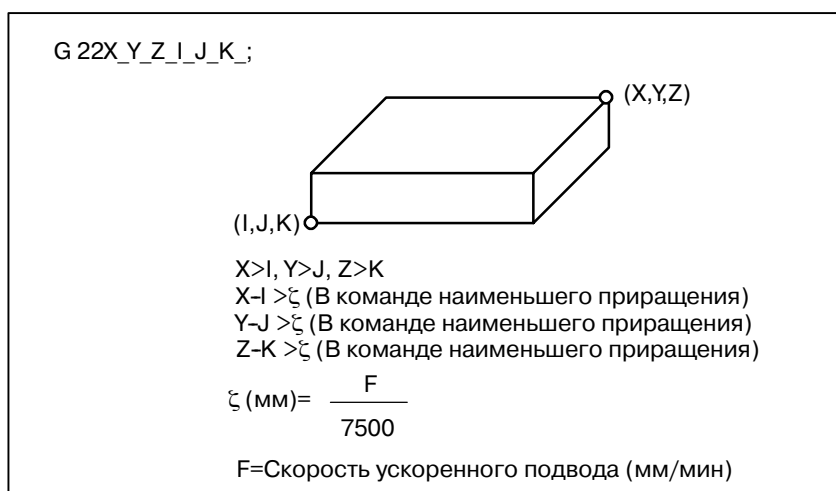 G 22X_Y_Z_I_J_K_;
(X,Y,Z)
(I,J,K)
X>I, Y>J, Z>K
X-I >ζ (В команде наименьшего приращения)
Y-J >ζ (В команде наименьшего приращения)
Z-K >ζ (В команде наименьшего приращения)
ζ (мм)= F
7500
F=Скорость ускоренного подвода (мм/мин)